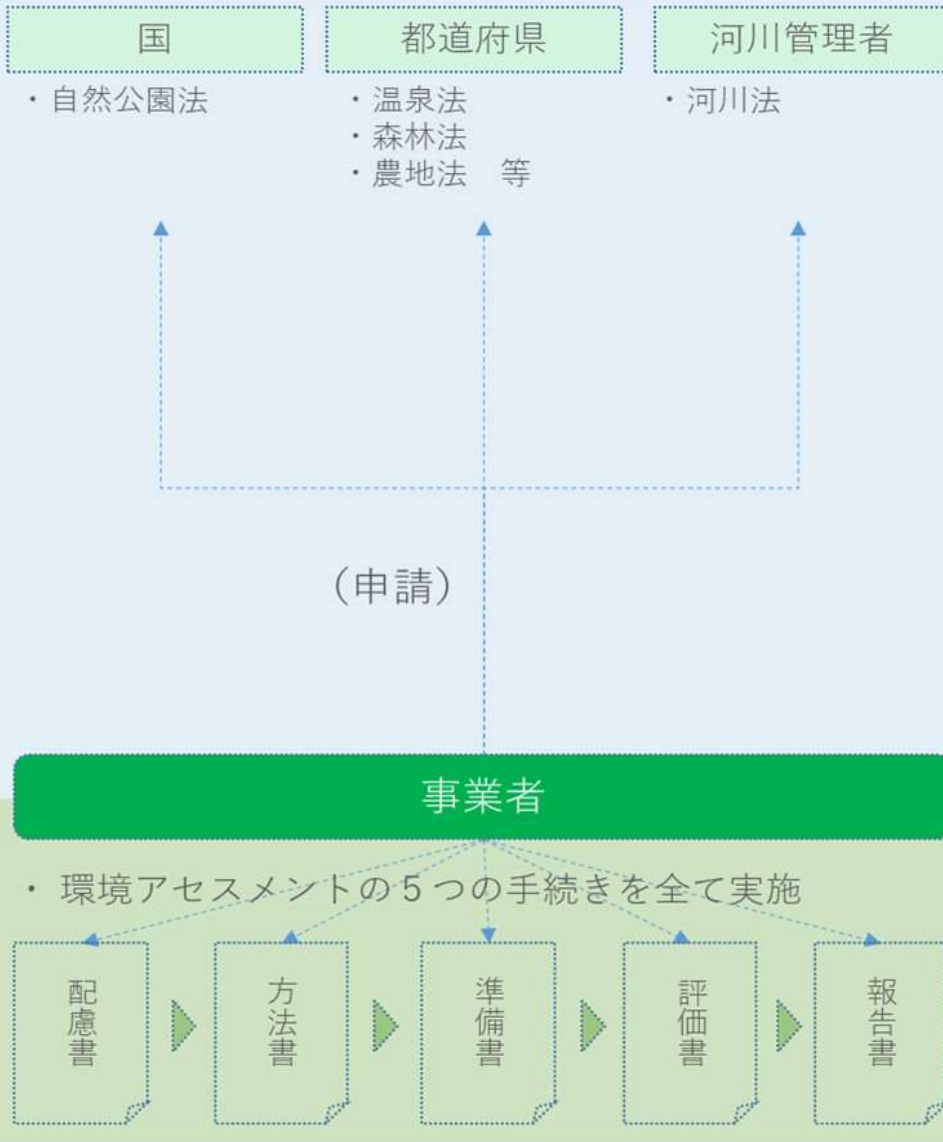 国
都道府県
河川管理者
・自然公園法
・温泉法
・森林法
・農地法　等
・河川法
（申請）
事業者
・ 環境アセスメントの５つの手続きを全て実施
配慮書
方法書
準備書
評価書
報告書